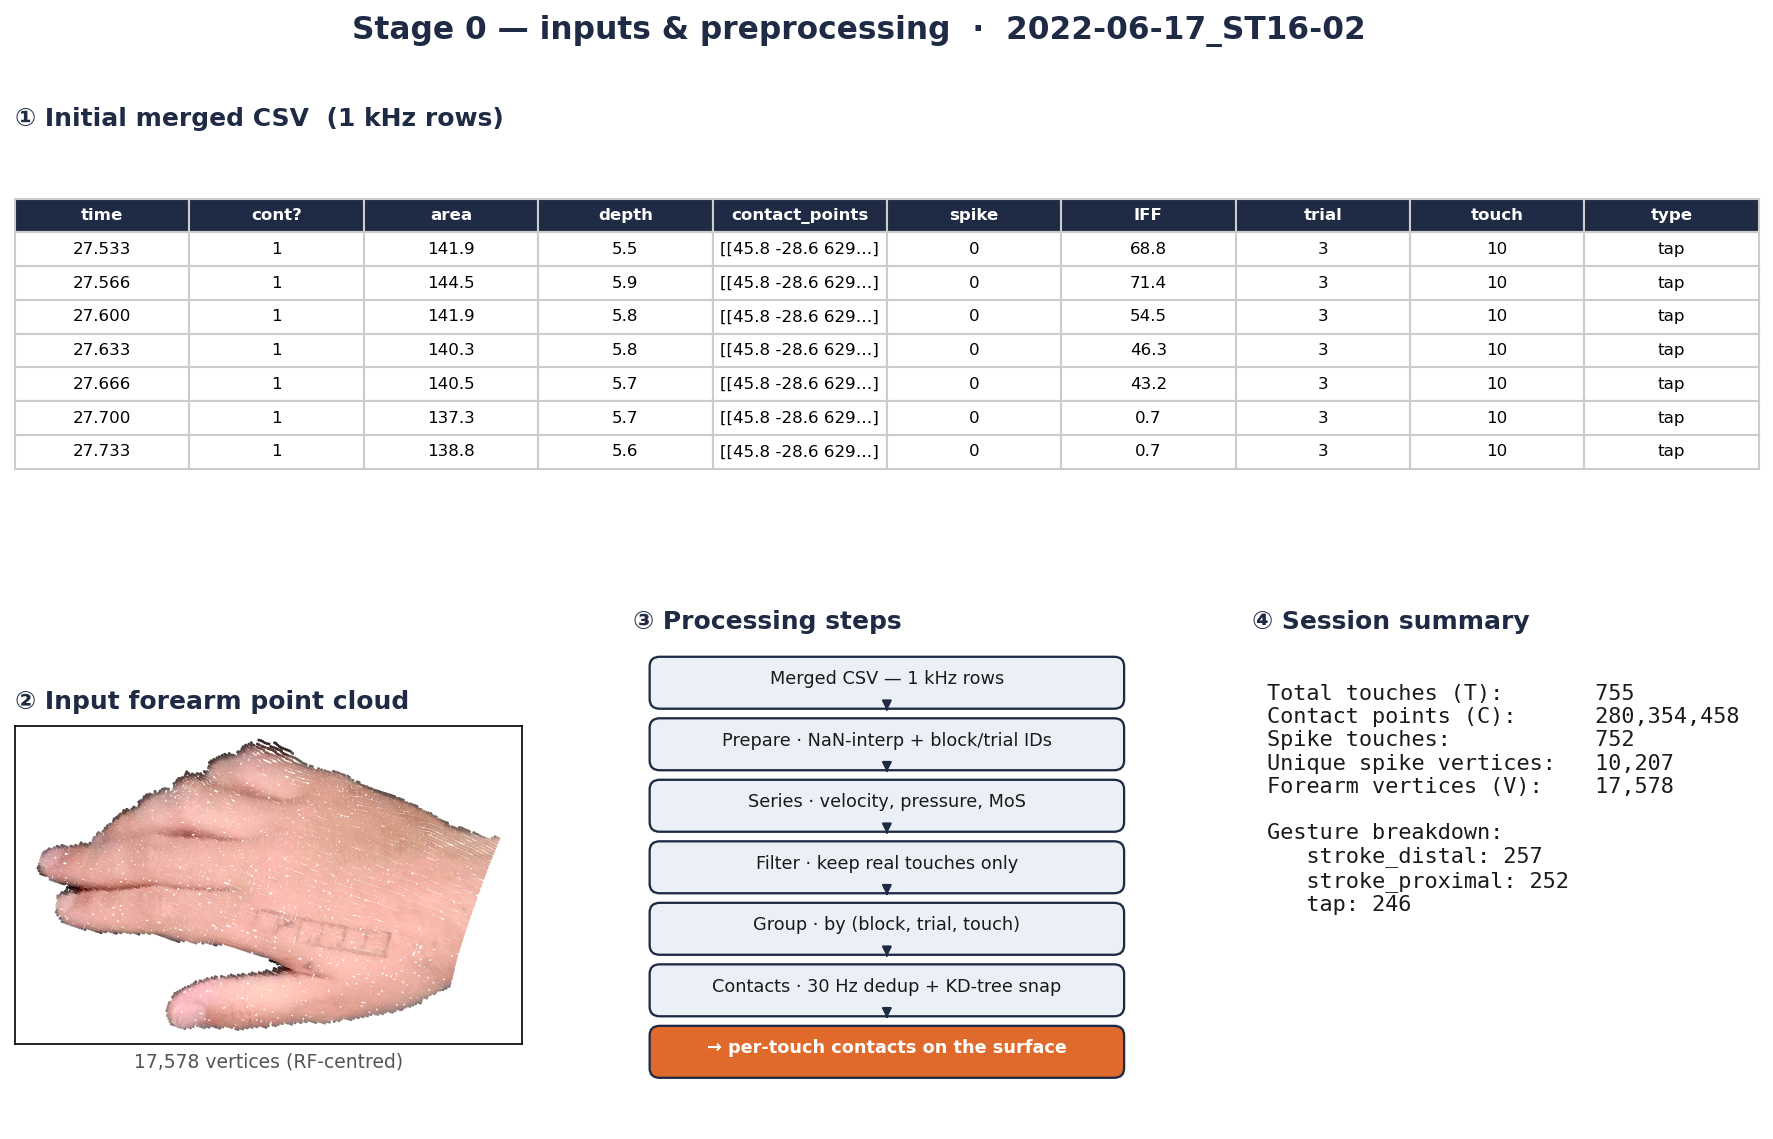 Stage 0 — inputs & preprocessing · 2022-06-17_ST16-02
① Initial merged CSV (1 kHz rows)
time cont? area depth contact_points spike IFF trial touch type
27.533 1 141.9 5.5 [[45.8 -28.6 629...] 0 68.8 3 10 tap
27.566 1 144.5 5.9 [[45.8 -28.6 629...] 0 71.4 3 10 tap
27.600 1 141.9 5.8 [[45.8 -28.6 629...] 0 54.5 3 10 tap
27.633 1 140.3 5.8 [[45.8 -28.6 629...] 0 46.3 3 10 tap
27.666 1 140.5 5.7 [[45.8 -28.6 629...] 0 43.2 3 10 tap
27.700 1 137.3 5.7 [[45.8 -28.6 629...] 0 0.7 3 10 tap
27.733 1 138.8 5.6 [[45.8 -28.6 629...] 0 0.7 3 10 tap
② Input forearm point cloud
17,578 vertices (RF-centred)
③ Processing steps
Merged CSV — 1 kHz rows
Prepare · NaN-interp + block/trial IDs
Series · velocity, pressure, MoS
Filter · keep real touches only
Group · by (block, trial, touch)
Contacts · 30 Hz dedup + KD-tree snap
→ per-touch contacts on the surface
④ Session summary
Total touches (T): 755
Contact points (C): 280,354,458
Spike touches: 752
Unique spike vertices: 10,207
Forearm vertices (V): 17,578
Gesture breakdown:
stroke_distal: 257
stroke_proximal: 252
tap: 246